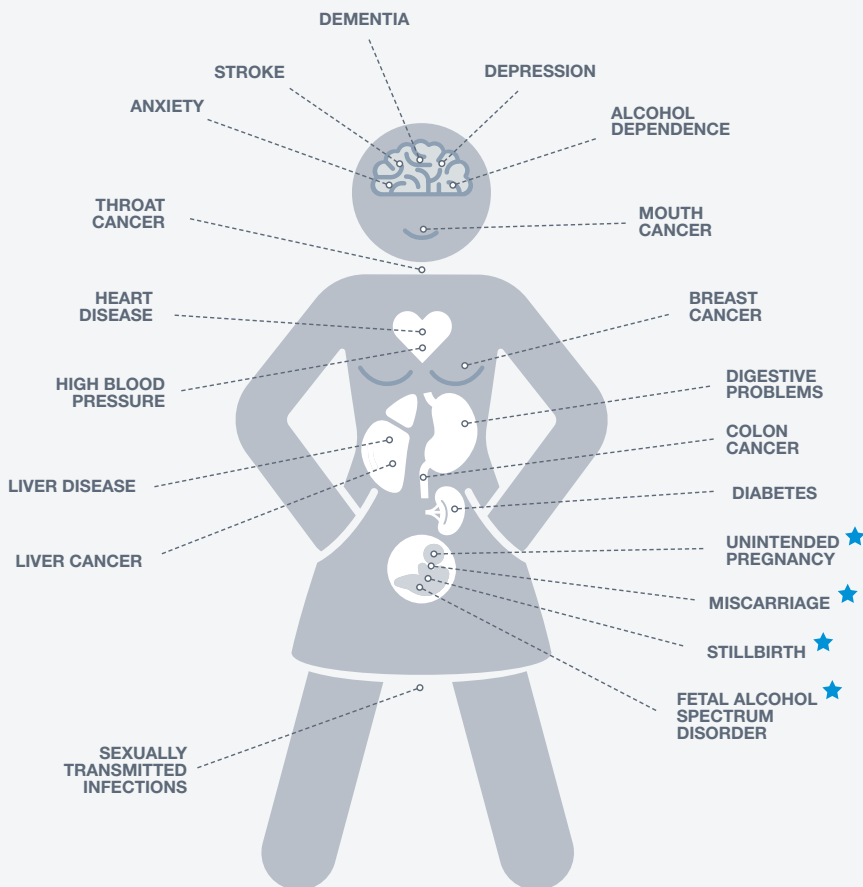 DEMENTIA
STROKE
DEPRESSION
ANXIETY
ALCOHOL
DEPENDENCE
THROAT
CANCER
MOUTH
CANCER
HEART
DISEASE
BREAST
CANCER
HIGH BLOOD
PRESSURE
DIGESTIVE
PROBLEMS
COLON
CANCER
LIVER DISEASE
DIABETES
LIVER CANCER
UNINTENDED
PREGNANCY
MISCARRIAGE
STILLBIRTH
FETAL ALCOHOL
SPECTRUM
DISORDER
SEXUALLY
TRANSMITTED
INFECTIONS